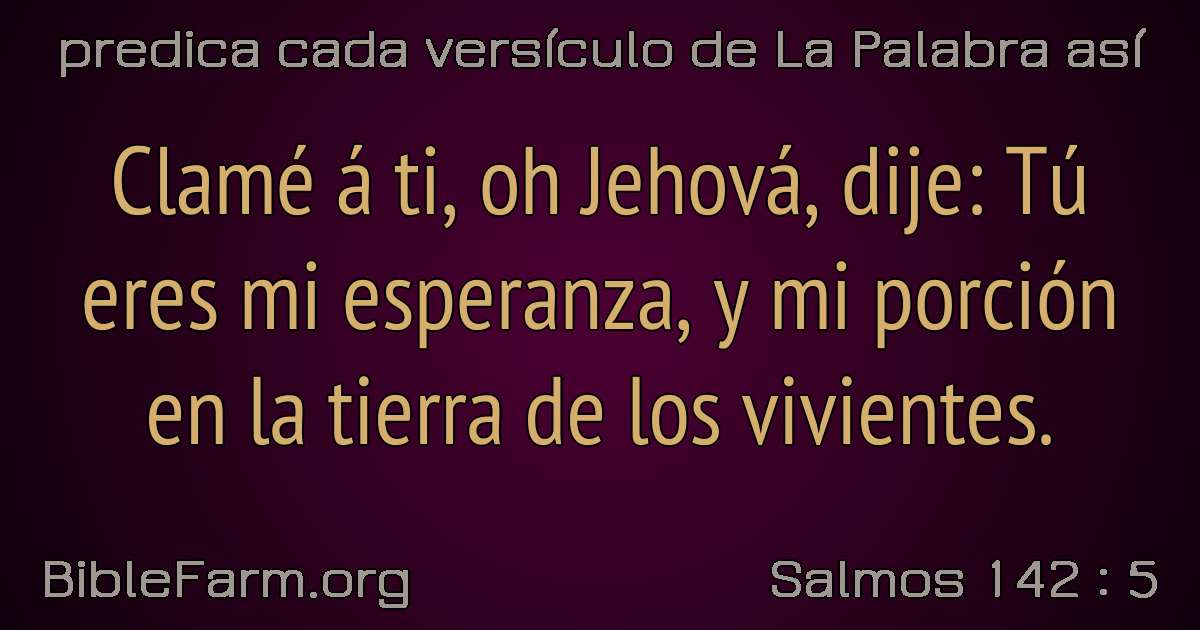 predica cada versículo de La Palabra así
Clamé á ti, oh Jehová, dije: Tú
eres mi esperanza, y mi porción
en la tierra de los vivientes.
BibleFarm.org
Salmos 142 : 5